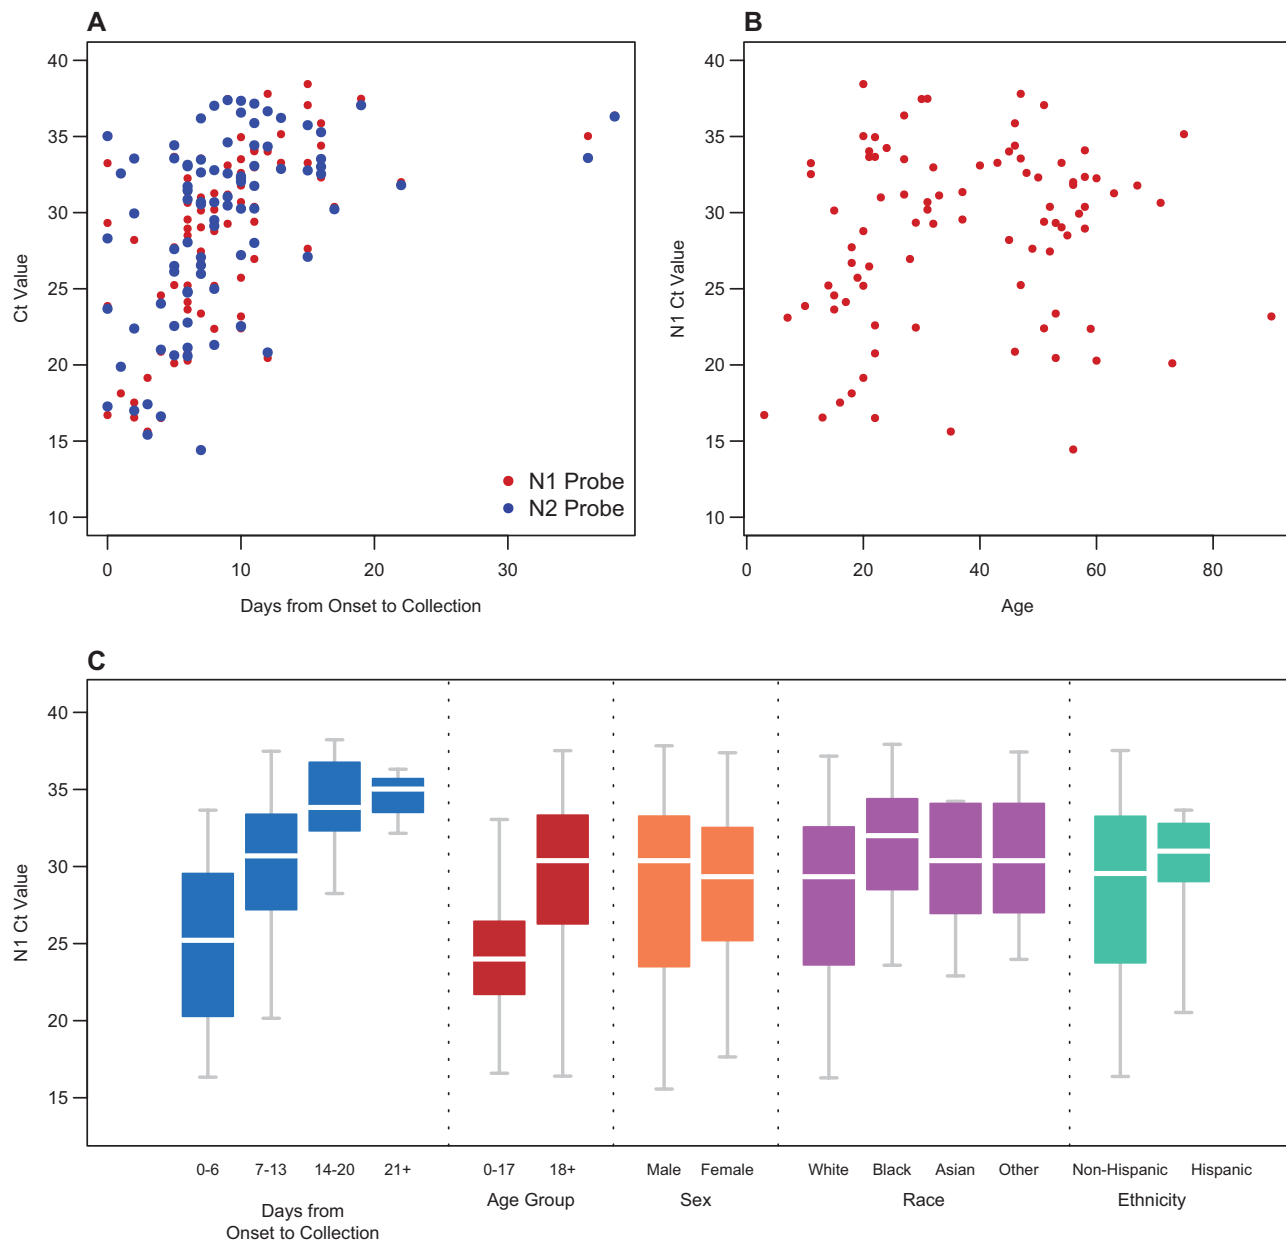 A
B
40
35
30
25
20
15
10
Ct Value
N1 Probe
N2 Probe
0
10
20
30
Days from Onset to Collection
40
35
30
25
20
15
10
N1 Ct Value
0
20
40
60
80
Age
C
40
35
30
25
20
15
N1 Ct Value
0-6
7-13
14-20
21+
0-17
18+
Male
Female
White
Black
Asian
Other
Non-Hispanic
Hispanic
Days from
Onset to Collection
Age Group
Sex
Race
Ethnicity